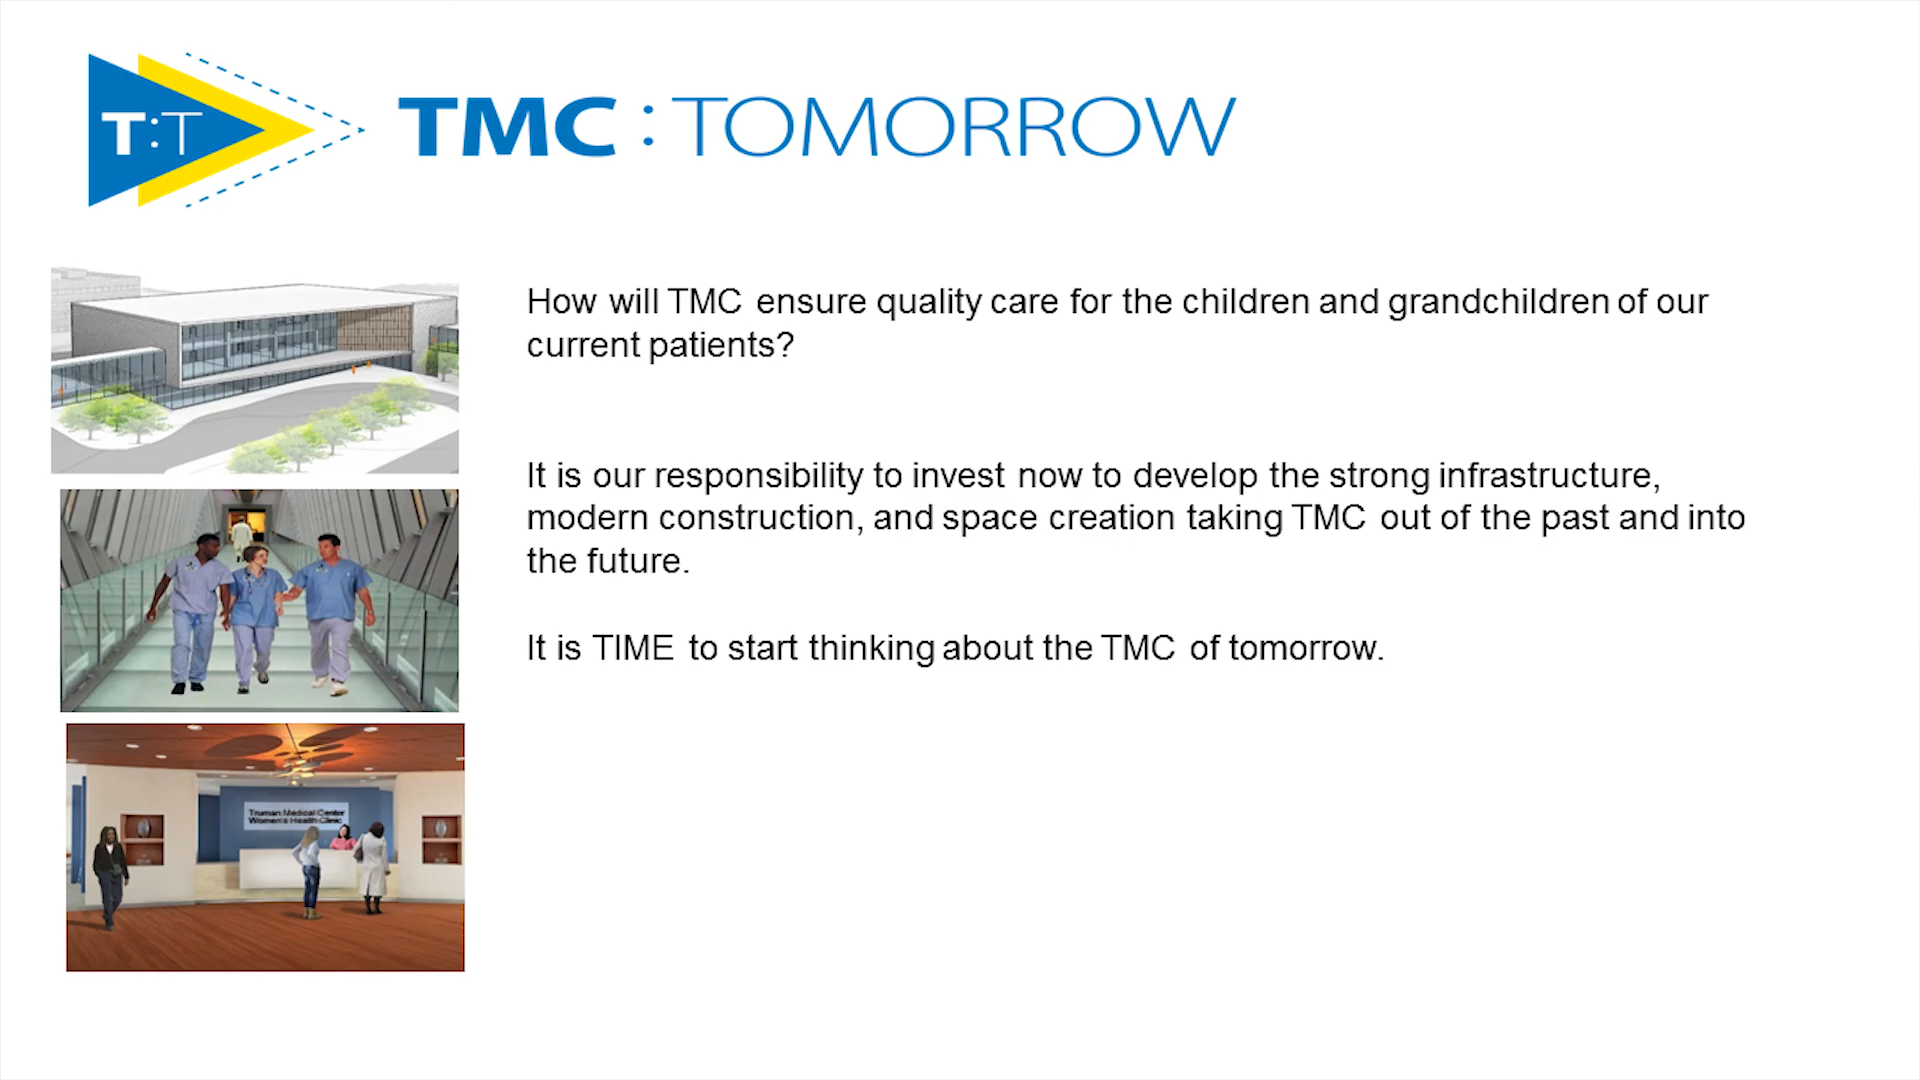 T:T
TMC : TOMORROW
How will TMC ensure quality care for the children and grandchildren of our
current patients?
It is our responsibility to invest now to develop the strong infrastructure,
modern construction, and space creation taking TMC out of the past and into
the future.
It is TIME to start thinking about the TMC of tomorrow.
Truman Medical Center
Women's Health Clinic